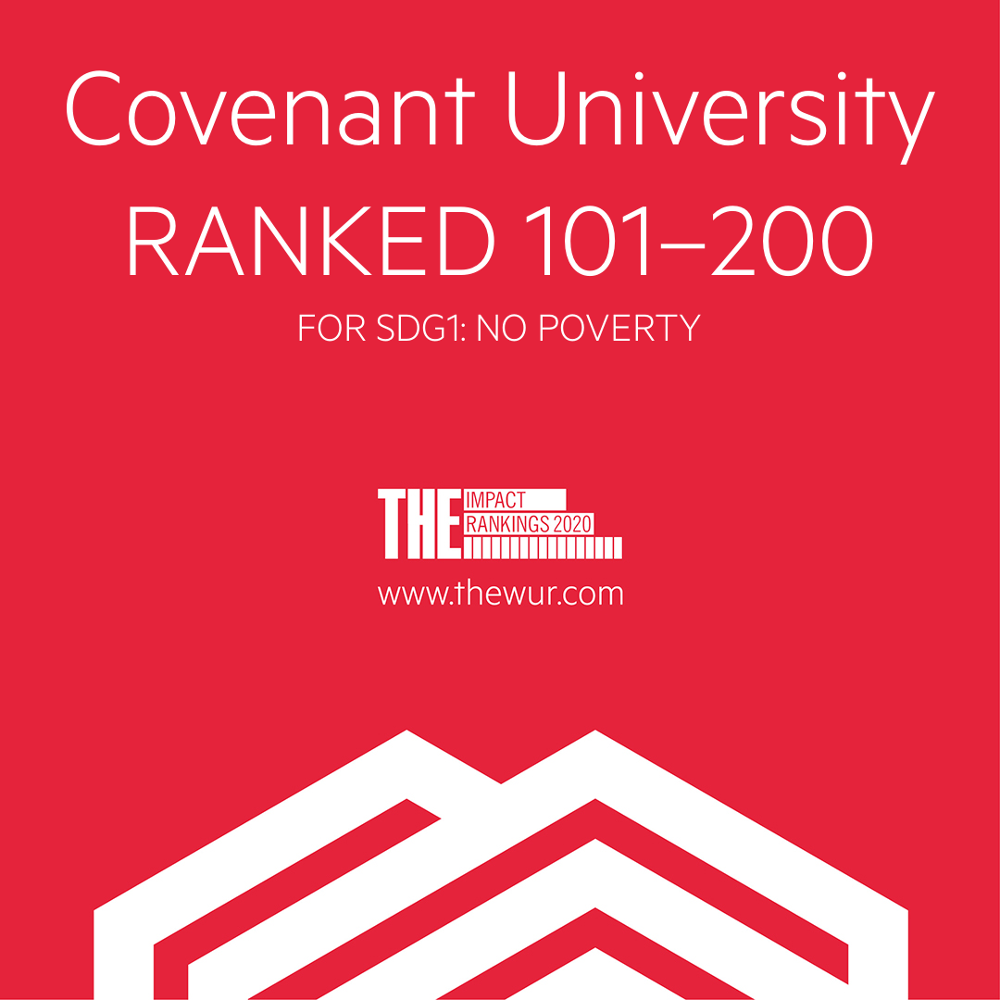 Covenant University
RANKED 101–200
FOR SDG1: NO POVERTY
THE IMPACT
RANKINGS 2020
www.thewur.com